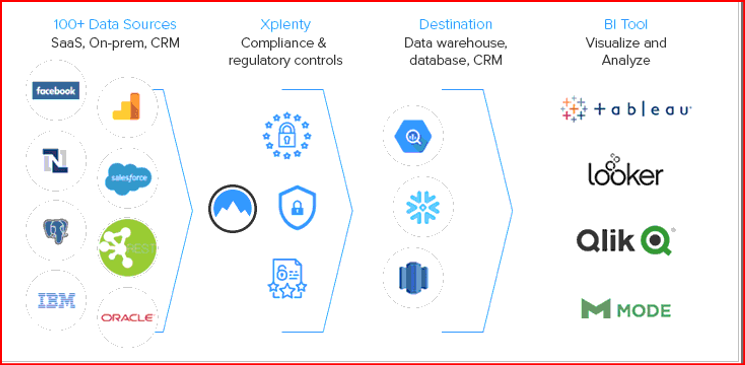 100+ Data Sources
SaaS, On-prem, CRM
Xplenty
Compliance &
regulatory controls
Destination
Data warehouse,
database, CRM
BI Tool
Visualize and
Analyze
facebook
N
salesforce
REST
IBM
ORACLE
6
+ a b l e a u
looker
Qlik
MODE